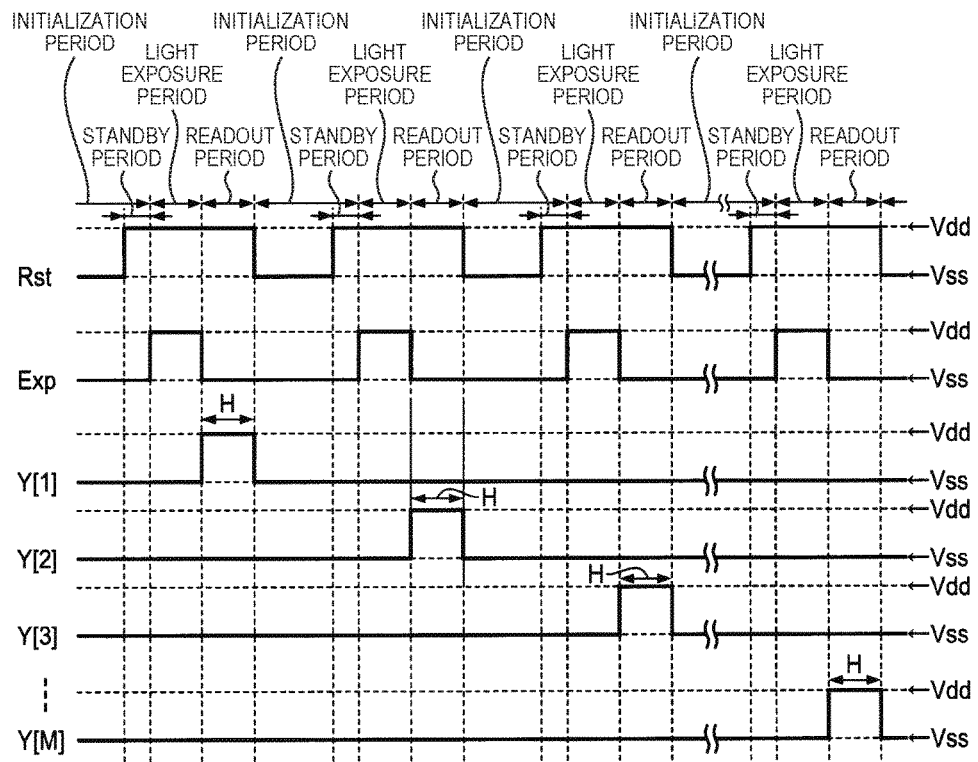 INITIALIZATION PERIOD
LIGHT EXPOSURE PERIOD
INITIALIZATION PERIOD
LIGHT EXPOSURE PERIOD
INITIALIZATION PERIOD
LIGHT EXPOSURE PERIOD
INITIALIZATION PERIOD
LIGHT EXPOSURE PERIOD
STANDBY PERIOD
READOUT PERIOD
STANDBY PERIOD
READOUT PERIOD
STANDBY PERIOD
READOUT PERIOD
STANDBY PERIOD
READOUT PERIOD
Vdd
Rst
Vss
Vdd
Exp
Vss
H
Vdd
Y[1]
Vss
H
Vdd
Y[2]
Vss
H
Vdd
Y[3]
Vss
H
Vdd
Y[M]
Vss